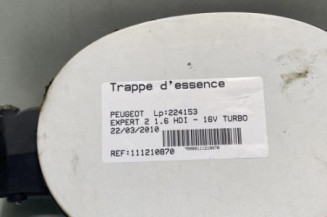 Trappe d'essence
PEUGEOT Lp:224153
EXPERT 2 1.6 HDI - 16V TURBO
22/03/2010
REF:111210870